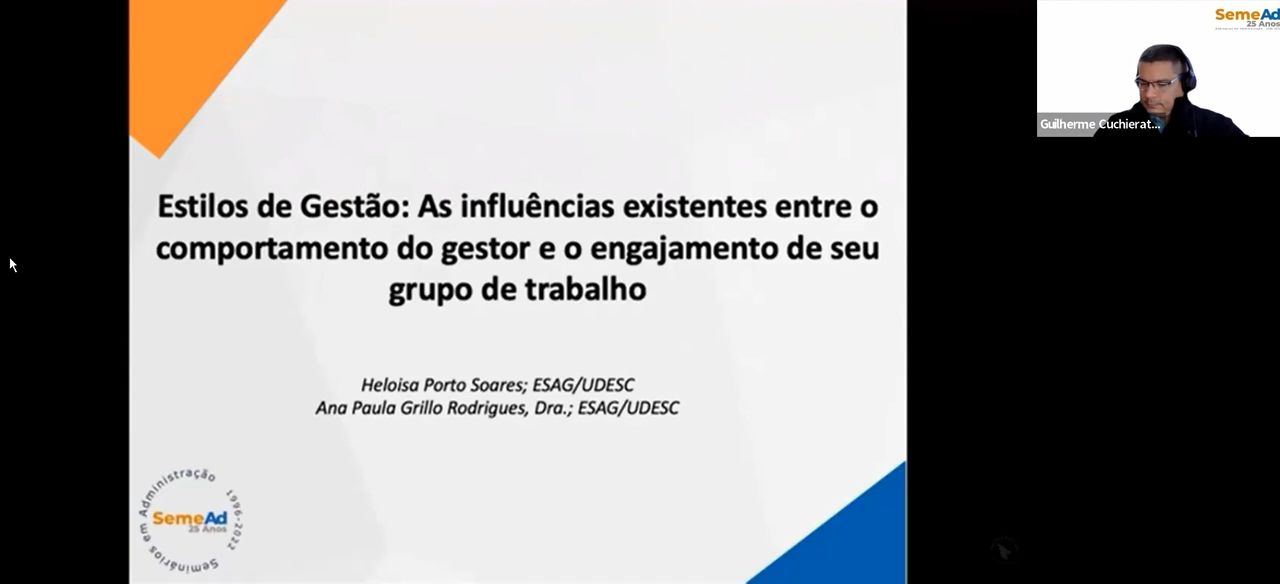 Estilos de Gestão: As influências existentes entre o
comportamento do gestor e o engajamento de seu
grupo de trabalho
Heloisa Porto Soares; ESAG/UDESC
Ana Paula Grillo Rodrigues, Dra.; ESAG/UDESC
Seminários em Administração 1996-2022
SemeAd
25 Anos
SemeAd
25 Anos
Guilherme Cuchierat...